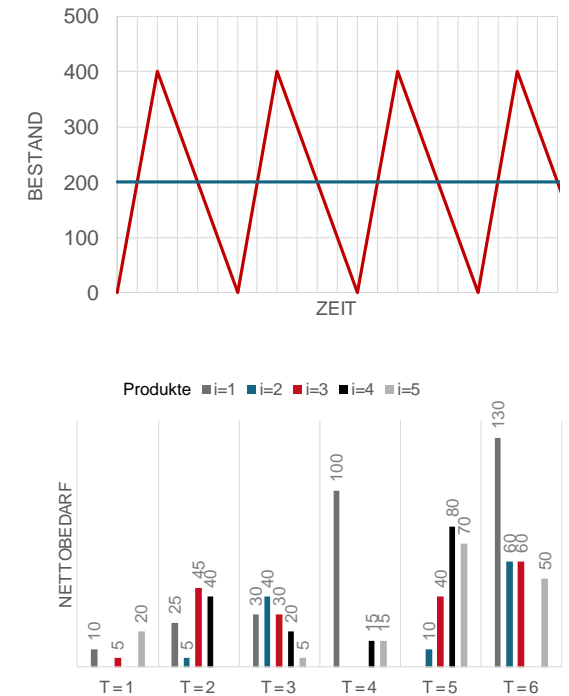 500
400
300
200
100
0
BESTAND
ZEIT
Produkte i=1 i=2 i=3 i=4 i=5
NETTOBEDARF
10 5 20
25 5 45 40
30 40 30 20 5
100 15 15
10 40 80 70
130 60 60 50
T=1 T=2 T=3 T=4 T=5 T=6